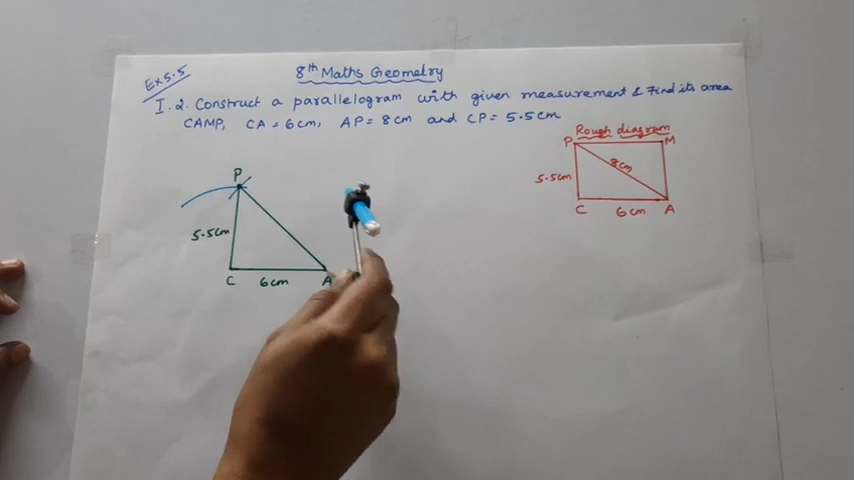 Ex 5.5
8th Maths Geometry
I. 2. Construct a parallelogram with given measurement & Find its area
CAMP, CA = 6cm, AP = 8cm and CP = 5.5cm
Rough diagram
P M
8cm
5.5cm
C 6cm A
P
5.5cm
C 6cm A